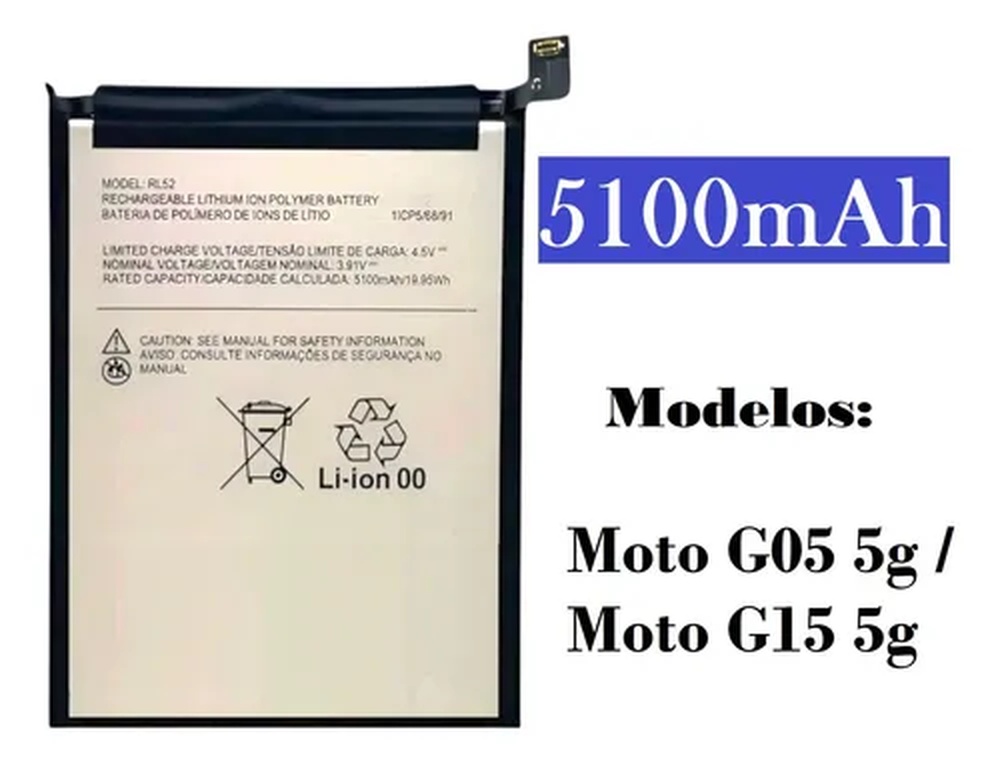 MODEL: RL52
RECHARGEABLE LITHIUM ION POLYMER BATTERY
BATERIA DE POLÍMERO DE IONS DE LÍTIO 1ICP5/68/91
LIMITED CHARGE VOLTAGE/TENSÃO LIMITE DE CARGA: 4.5V
NOMINAL VOLTAGE/VOLTAGEM NOMINAL: 3.91V
RATED CAPACITY/CAPACIDADE CALCULADA: 5100mAh/19.95Wh
CAUTION: SEE MANUAL FOR SAFETY INFORMATION
AVISO: CONSULTE INFORMAÇÕES DE SEGURANÇA NO
MANUAL
Li-ion 00
5100mAh
Modelos:
Moto G05 5g /
Moto G15 5g